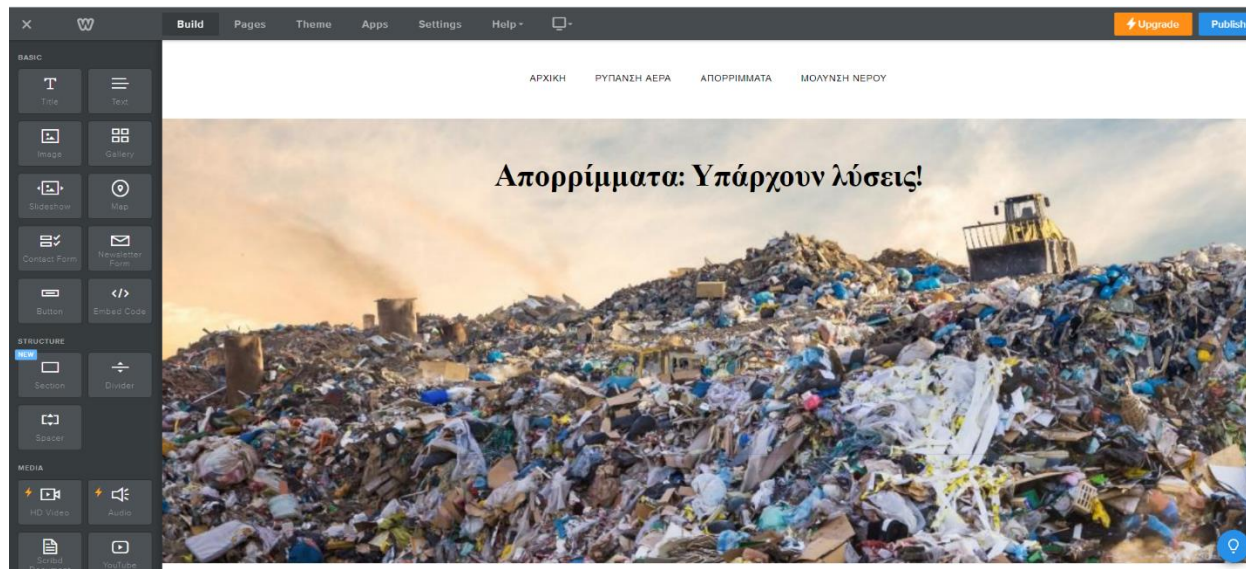 Build Pages Theme Apps Settings Help
Upgrade Publish
BASIC
Title Text
Image Gallery
Slideshow Map
Contact Form Newsletter Form
Button Embed Code
STRUCTURE
NEW
Section Divider
Spacer
MEDIA
HD Video Audio
Scribd Document YouTube
ΑΡΧΙΚΗ ΡΥΠΑΝΣΗ ΑΕΡΑ ΑΠΟΡΡΙΜΜΑΤΑ ΜΟΛΥΝΣΗ ΝΕΡΟΥ
Απορρίμματα: Υπάρχουν λύσεις!